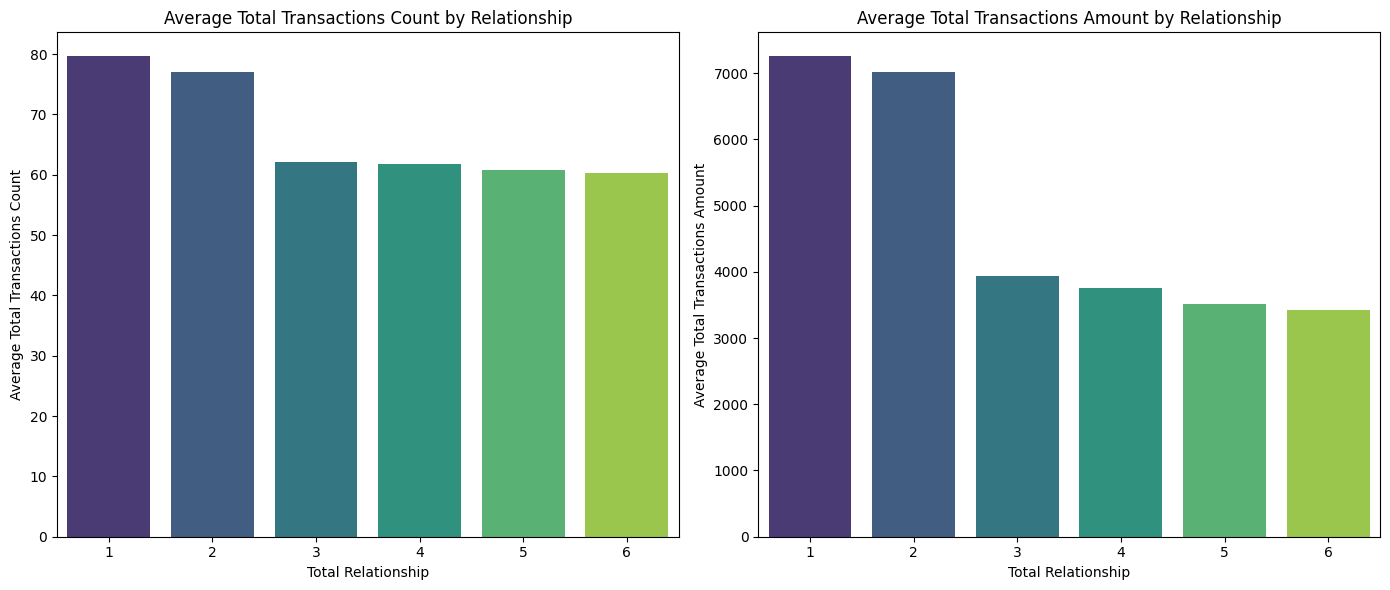 Average Total Transactions Count by Relationship
Average Total Transactions Count
80
70
60
50
40
30
20
10
0
1 2 3 4 5 6
Total Relationship
Average Total Transactions Amount by Relationship
Average Total Transactions Amount
7000
6000
5000
4000
3000
2000
1000
0
1 2 3 4 5 6
Total Relationship